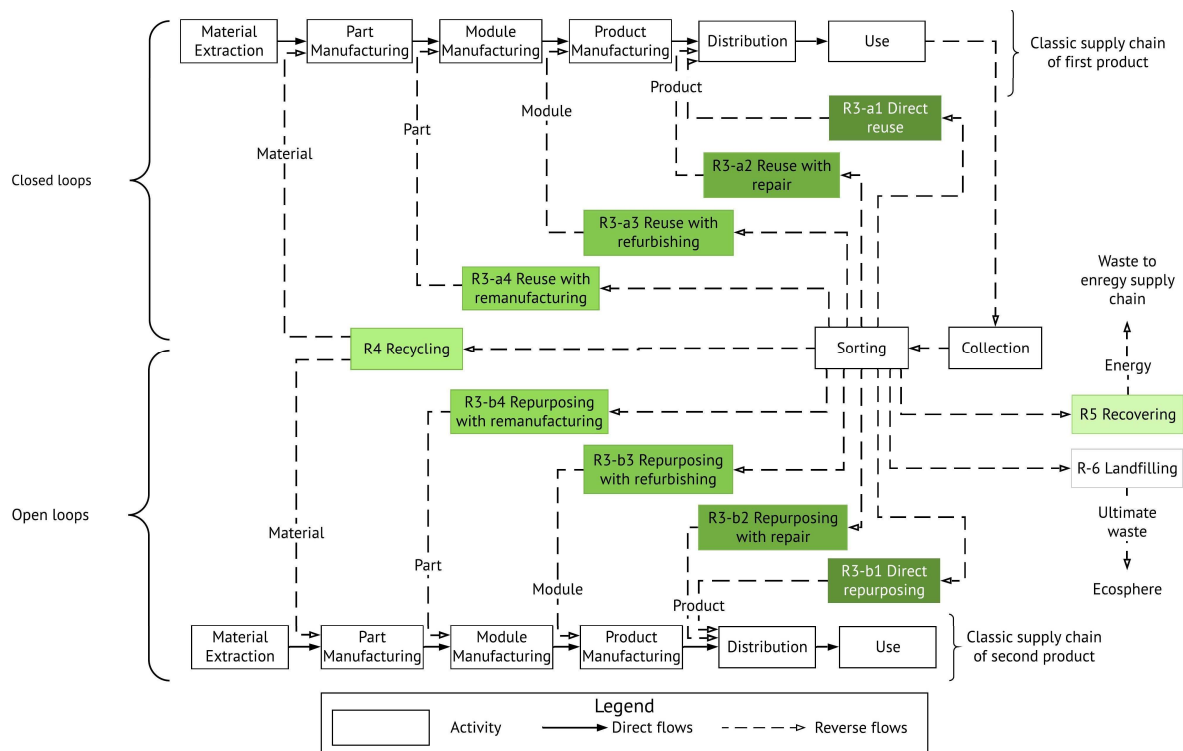 Material
Extraction
Part
Manufacturing
Module
Manufacturing
Product
Manufacturing
Distribution
Use
Classic supply chain
of first product
Product
R3-a1 Direct
reuse
Module
Part
Material
R3-a2 Reuse with
repair
Closed loops
R3-a3 Reuse with
refurbishing
R3-a4 Reuse with
remanufacturing
Waste to
enregy supply
chain
R4 Recycling
Sorting
Collection
Energy
R3-b4 Repurposing
with remanufacturing
R5 Recovering
R3-b3 Repurposing
with refurbishing
R-6 Landfilling
Open loops
Ultimate
waste
Material
R3-b2 Repurposing
with repair
Part
R3-b1 Direct
repurposing
Module
Product
Ecosphere
Material
Extraction
Part
Manufacturing
Module
Manufacturing
Product
Manufacturing
Distribution
Use
Classic supply chain
of second product
Legend
Activity
Direct flows
Reverse flows